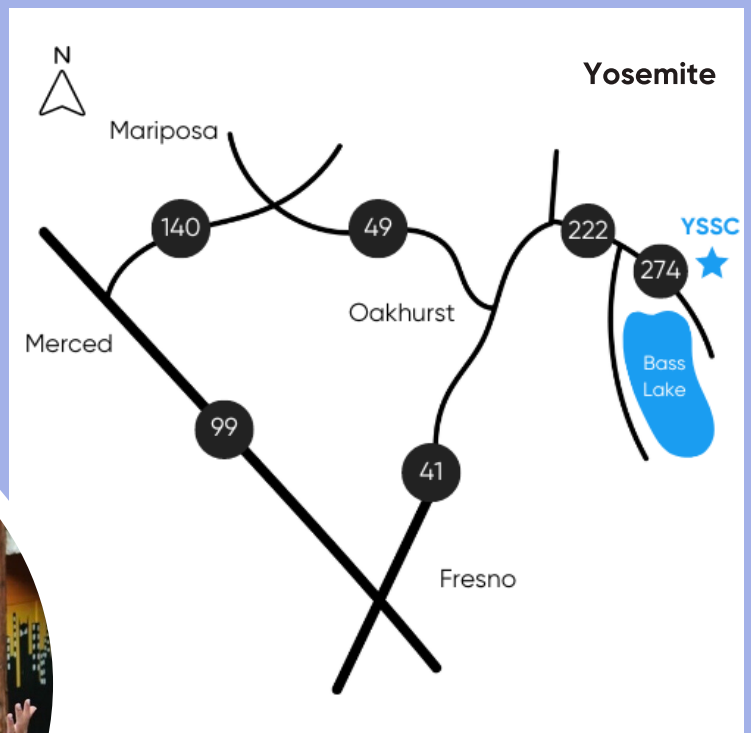 N
Yosemite
Mariposa
140
49
222
YSSC
274
Oakhurst
Merced
Bass
Lake
99
41
Fresno